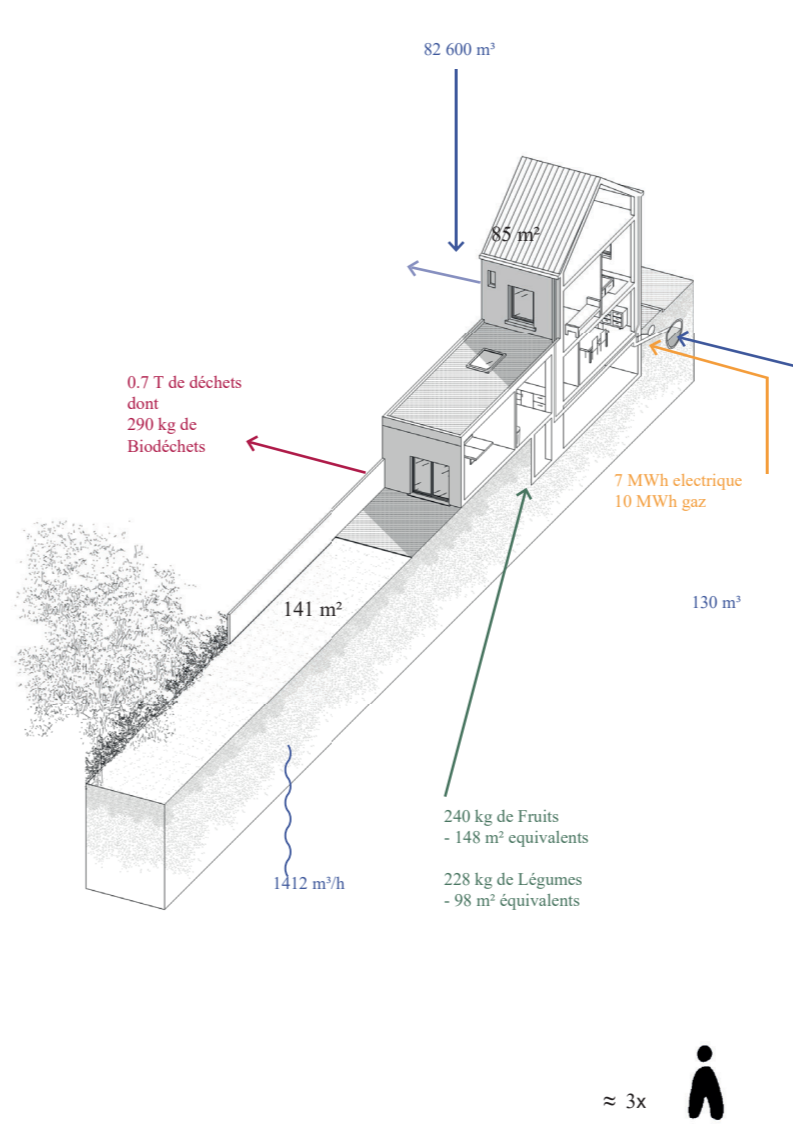 82 600 m³
85 m²
0.7 T de déchets
dont
290 kg de
Biodéchets
7 MWh electrique
10 MWh gaz
130 m³
141 m²
240 kg de Fruits
- 148 m² equivalents
228 kg de Légumes
- 98 m² équivalents
1412 m³/h
≈ 3x